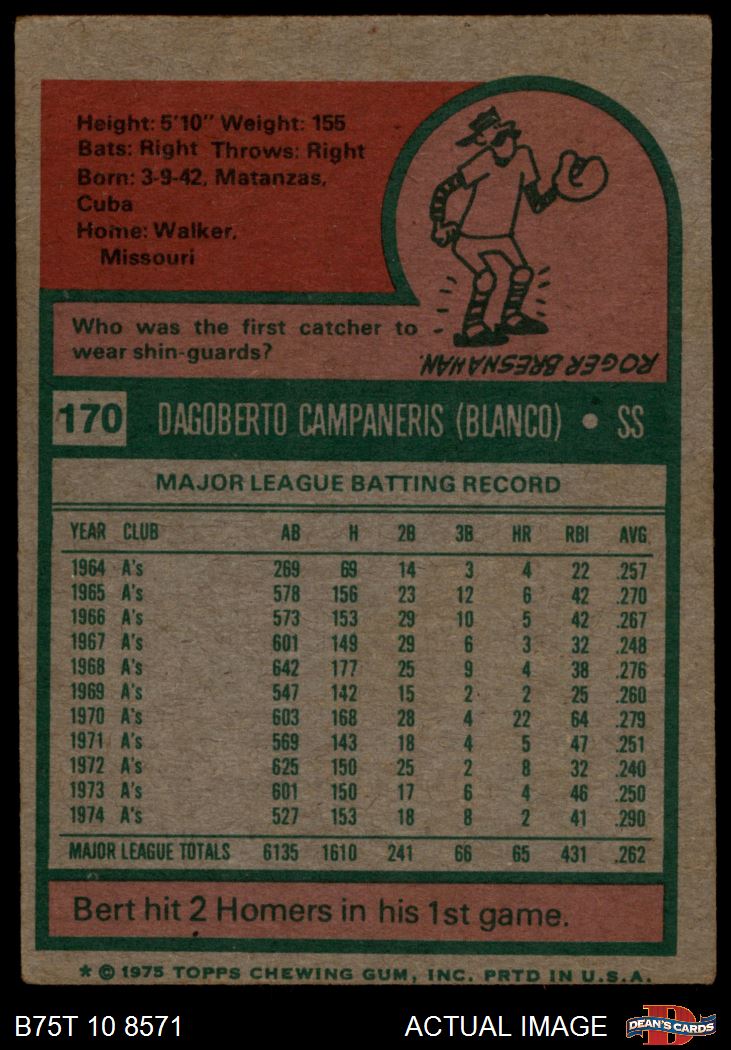 Height: 5'10" Weight: 155
Bats: Right Throws: Right
Born: 3-9-42, Matanzas,
Cuba
Home: Walker,
Missouri
Who was the first catcher to
wear shin-guards?
ROGER BRESNAHAN.
170 DAGOBERTO CAMPANERIS (BLANCO) • SS
MAJOR LEAGUE BATTING RECORD
YEAR CLUB AB H 2B 3B HR RBI AVG.
1964 A's 269 69 14 3 4 22 .257
1965 A's 578 156 23 12 6 42 .270
1966 A's 573 153 29 10 5 42 .267
1967 A's 601 149 29 6 3 32 .248
1968 A's 642 177 25 9 4 38 .276
1969 A's 547 142 15 2 2 25 .260
1970 A's 603 168 28 4 22 64 .279
1971 A's 569 143 18 4 5 47 .251
1972 A's 625 150 25 2 8 32 .240
1973 A's 601 150 17 6 4 46 .250
1974 A's 527 153 18 8 2 41 .290
MAJOR LEAGUE TOTALS 6135 1610 241 66 65 431 .262
Bert hit 2 Homers in his 1st game.
* © 1975 TOPPS CHEWING GUM, INC. PRTD IN U.S.A.
B75T 10 8571 ACTUAL IMAGE D DEAN'S CARDS